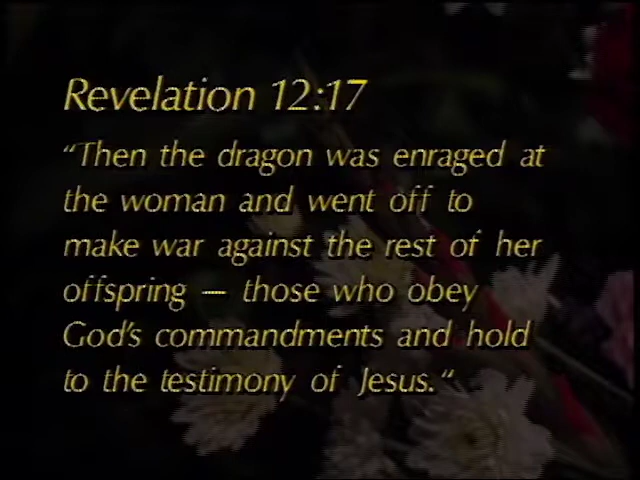 Revelation 12:17
“Then the dragon was enraged at
the woman and went off to
make war against the rest of her
offspring — those who obey
God's commandments and hold
to the testimony of Jesus.“